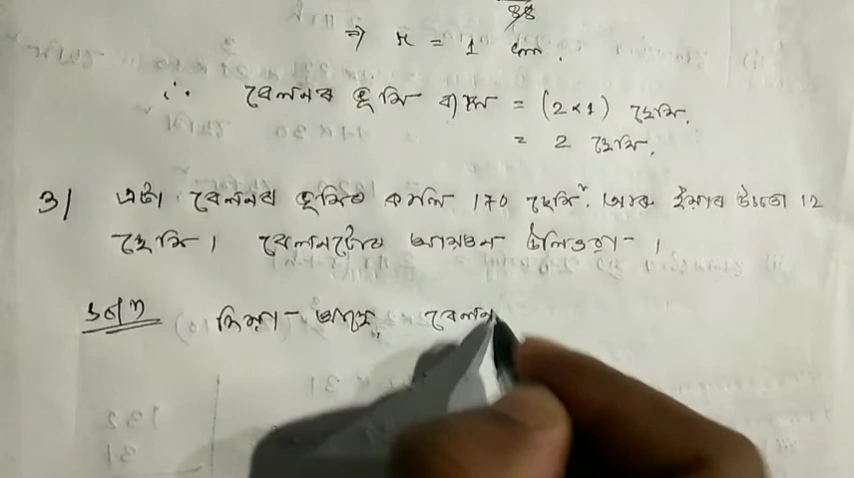 ⇒ r = 1 cm.
∴ বেলনৰ ভূমি ব্যাস = (2×1) ছেমি.
= 2 ছেমি.
3| এটা বেলনৰ ভূমিৰ কালি 170 ছেমি². আৰু ইয়াৰ উচ্চতা 12
ছেমি। বেলনটোৰ আয়তন উলিওৱা-।
উত্তৰ দিয়া- আছে, বেলন